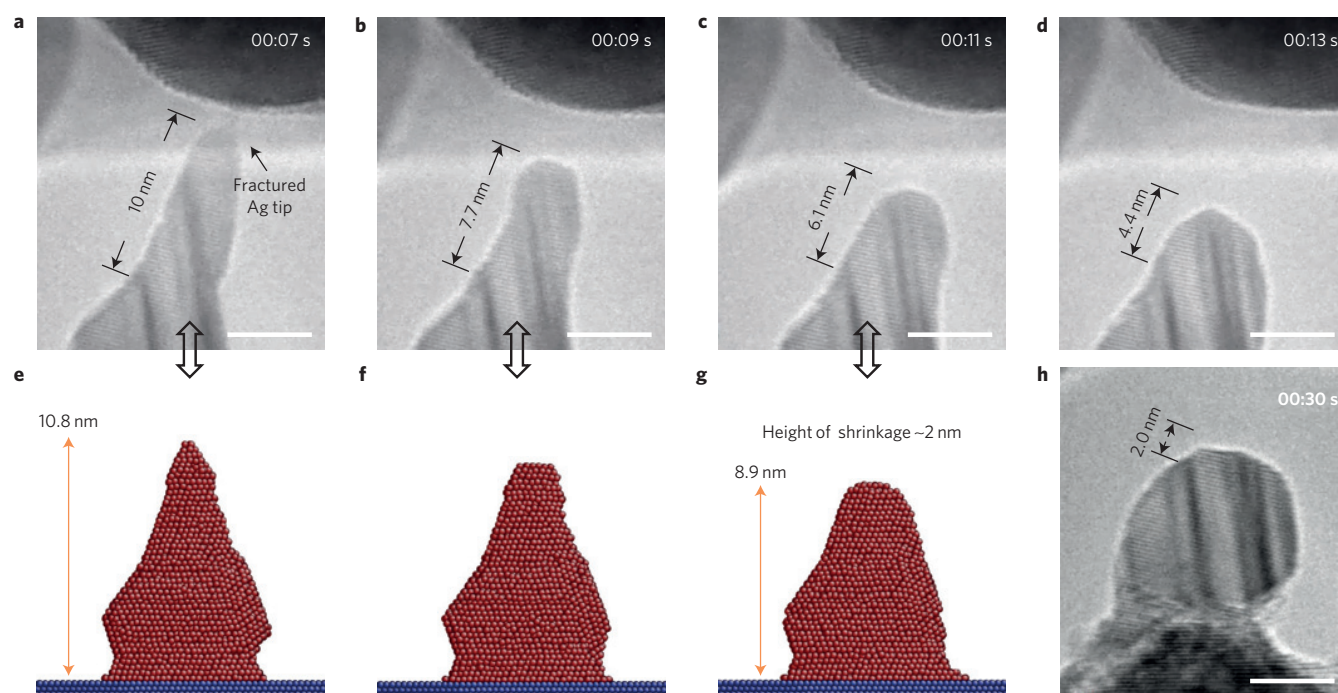 a
00:07 s
10 nm
Fractured
Ag tip
b
00:09 s
7.7 nm
c
00:11 s
6.1 nm
d
00:13 s
4.4 nm
e
10.8 nm
f
g
Height of shrinkage ~2 nm
8.9 nm
h
00:30 s
2.0 nm